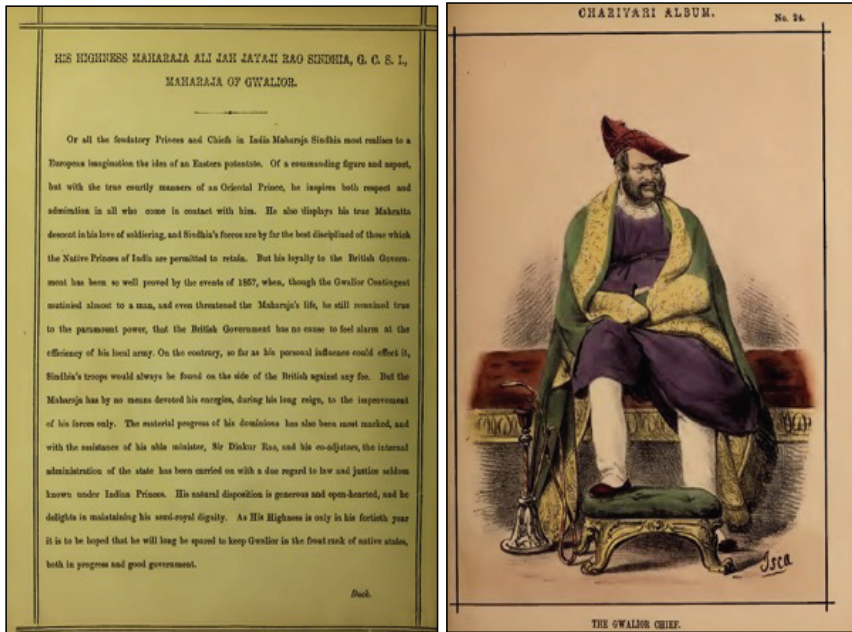 HIS HIGHNESS MAHARAJA ALI JAH JAYAJI RAO SINDHIA, G. C. S. I.,
MAHARAJA OF GWALIOR.
Of all the feudatory Princes and Chiefs in India Maharaja Sindhia most realises to a
European imagination the idea of an Eastern potentate. Of a commanding figure and aspect,
but with the true courtly manners of an Oriental Prince, he inspires both respect and
admiration in all who come in contact with him. He also displays his true Mahratta
descent in his love of soldiering, and Sindhia's forces are by far the best disciplined of those which
the Native Princes of India are permitted to retain. But his loyalty to the British Govern-
ment has been so well proved by the events of 1857, when, though the Gwalior Contingent
mutinied almost to a man, and even threatened the Maharaja's life, he still remained true
to the paramount power, that the British Government has no cause to feel alarm at the
efficiency of his local army. On the contrary, so far as his personal influence could effect it,
Sindhia's troops would always be found on the side of the British against any foe. But the
Maharaja has by no means devoted his energies, during his long reign, to the improvement
of his forces only. The material progress of his dominions has also been most marked, and
with the resistance of his able minister, Sir Dinkur Rao, and his co-adjutors, the internal
administration of the state has been carried on with a due regard to law and justice seldom
known under Indian Princes. His natural disposition is generous and open-hearted, and he
delights in maintaining his semi-royal dignity. As His Highness is only in his fortieth year
it is to be hoped that he will long be spared to keep Gwalior in the front rank of native states,
both in progress and good government.
Duck.
CHARIVARI ALBUM.
No. 24.
Isca
THE GWALIOR CHIEF.